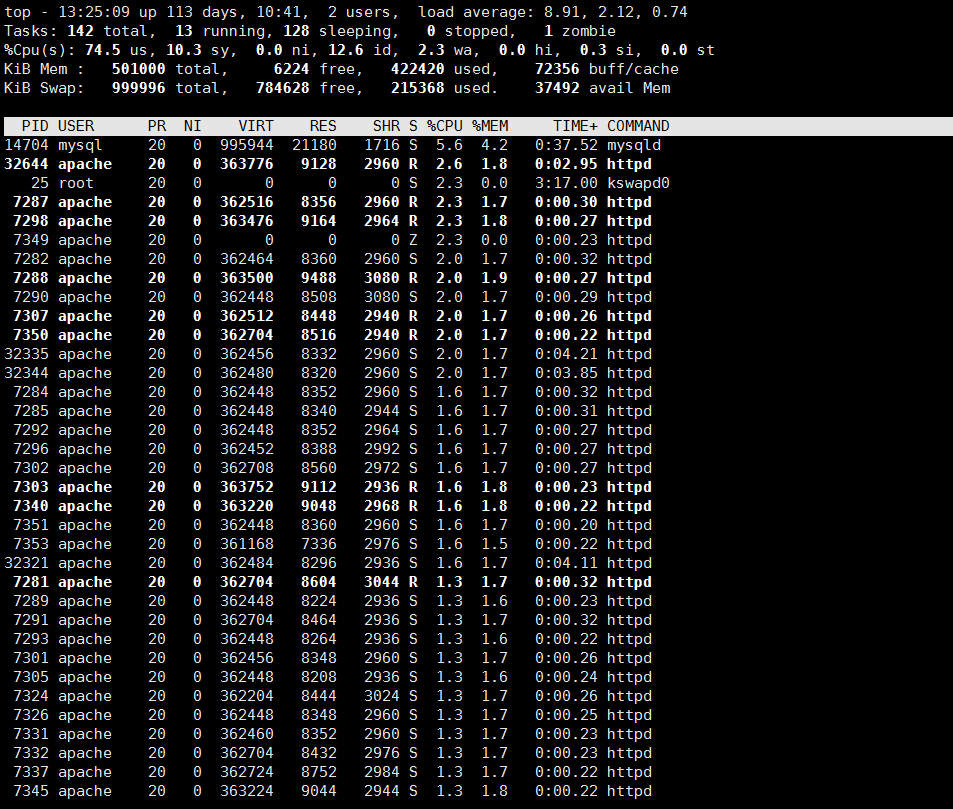 top - 13:25:09 up 113 days, 10:41,  2 users,  load average: 8.91, 2.12, 0.74
Tasks: 142 total,  13 running, 128 sleeping,   0 stopped,   1 zombie
%Cpu(s): 74.5 us, 10.3 sy,  0.0 ni, 12.6 id,  2.3 wa,  0.0 hi,  0.3 si,  0.0 st
KiB Mem :   501000 total,     6224 free,   422420 used,    72356 buff/cache
KiB Swap:   999996 total,   784628 free,   215368 used.    37492 avail Mem
  PID USER      PR  NI    VIRT    RES    SHR S %CPU %MEM     TIME+ COMMAND
14704 mysql     20   0  995944  21180   1716 S  5.6  4.2   0:37.52 mysqld
32644 apache    20   0  363776   9128   2960 R  2.6  1.8   0:02.95 httpd
   25 root      20   0       0      0      0 S  2.3  0.0   3:17.00 kswapd0
 7287 apache    20   0  362516   8356   2960 R  2.3  1.7   0:00.30 httpd
 7298 apache    20   0  363476   9164   2964 R  2.3  1.8   0:00.27 httpd
 7349 apache    20   0       0      0      0 Z  2.3  0.0   0:00.23 httpd
 7282 apache    20   0  362464   8360   2960 S  2.0  1.7   0:00.32 httpd
 7288 apache    20   0  363500   9488   3080 R  2.0  1.9   0:00.27 httpd
 7290 apache    20   0  362448   8508   3080 S  2.0  1.7   0:00.29 httpd
 7307 apache    20   0  362512   8448   2940 R  2.0  1.7   0:00.26 httpd
 7350 apache    20   0  362704   8516   2940 R  2.0  1.7   0:00.22 httpd
32335 apache    20   0  362456   8332   2960 S  2.0  1.7   0:04.21 httpd
32344 apache    20   0  362480   8320   2960 S  2.0  1.7   0:03.85 httpd
 7284 apache    20   0  362448   8352   2960 S  1.6  1.7   0:00.32 httpd
 7285 apache    20   0  362448   8340   2944 S  1.6  1.7   0:00.31 httpd
 7292 apache    20   0  362448   8352   2964 S  1.6  1.7   0:00.27 httpd
 7296 apache    20   0  362452   8388   2992 S  1.6  1.7   0:00.27 httpd
 7302 apache    20   0  362708   8560   2972 S  1.6  1.7   0:00.27 httpd
 7303 apache    20   0  363752   9112   2936 R  1.6  1.8   0:00.23 httpd
 7340 apache    20   0  363220   9048   2968 R  1.6  1.8   0:00.22 httpd
 7351 apache    20   0  362448   8360   2960 S  1.6  1.7   0:00.20 httpd
 7353 apache    20   0  361168   7336   2976 S  1.6  1.5   0:00.22 httpd
32321 apache    20   0  362484   8296   2936 S  1.6  1.7   0:04.11 httpd
 7281 apache    20   0  362704   8604   3044 R  1.3  1.7   0:00.32 httpd
 7289 apache    20   0  362448   8224   2936 S  1.3  1.6   0:00.23 httpd
 7291 apache    20   0  362704   8464   2936 S  1.3  1.7   0:00.32 httpd
 7293 apache    20   0  362448   8264   2936 S  1.3  1.6   0:00.22 httpd
 7301 apache    20   0  362456   8348   2960 S  1.3  1.7   0:00.26 httpd
 7305 apache    20   0  362448   8208   2936 S  1.3  1.6   0:00.24 httpd
 7324 apache    20   0  362204   8444   3024 S  1.3  1.7   0:00.26 httpd
 7326 apache    20   0  362448   8348   2960 S  1.3  1.7   0:00.25 httpd
 7331 apache    20   0  362460   8352   2960 S  1.3  1.7   0:00.23 httpd
 7332 apache    20   0  362704   8432   2976 S  1.3  1.7   0:00.23 httpd
 7337 apache    20   0  362724   8752   2984 S  1.3  1.7   0:00.22 httpd
 7345 apache    20   0  363224   9044   2944 S  1.3  1.8   0:00.22 httpd